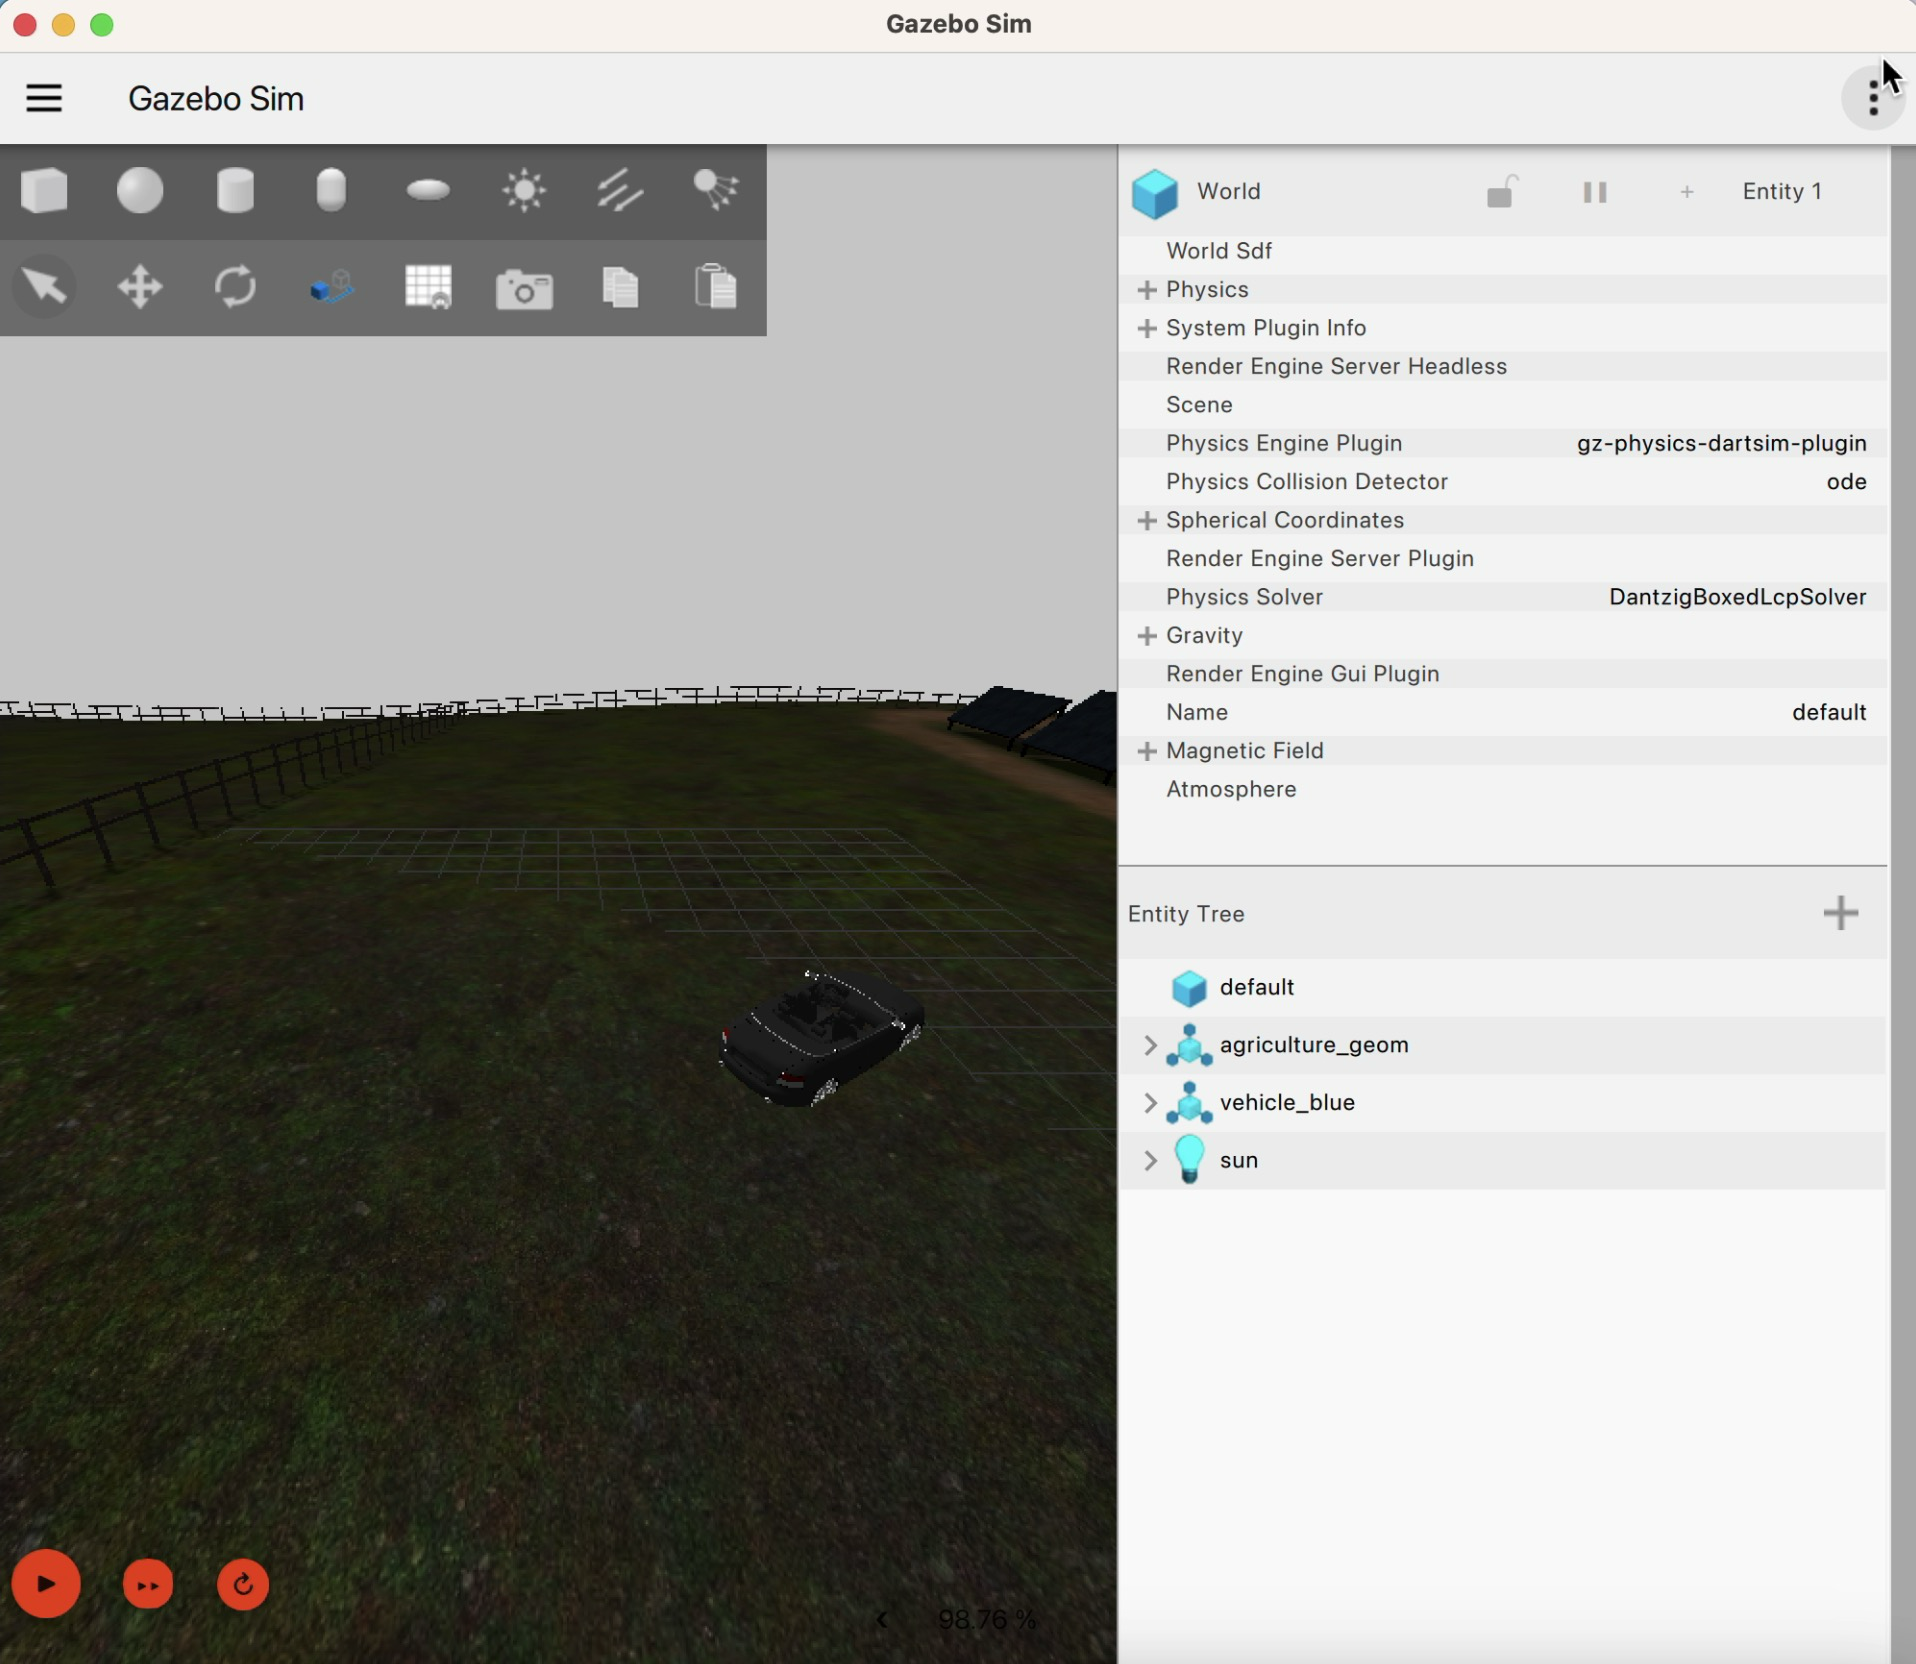 Gazebo Sim
Gazebo Sim
World
Entity 1
World Sdf
Physics
System Plugin Info
Render Engine Server Headless
Scene
Physics Engine Plugin gz-physics-dartsim-plugin
Physics Collision Detector ode
Spherical Coordinates
Render Engine Server Plugin
Physics Solver DantzigBoxedLcpSolver
Gravity
Render Engine Gui Plugin
Name default
Magnetic Field
Atmosphere
Entity Tree
default
agriculture_geom
vehicle_blue
sun
98.76 %